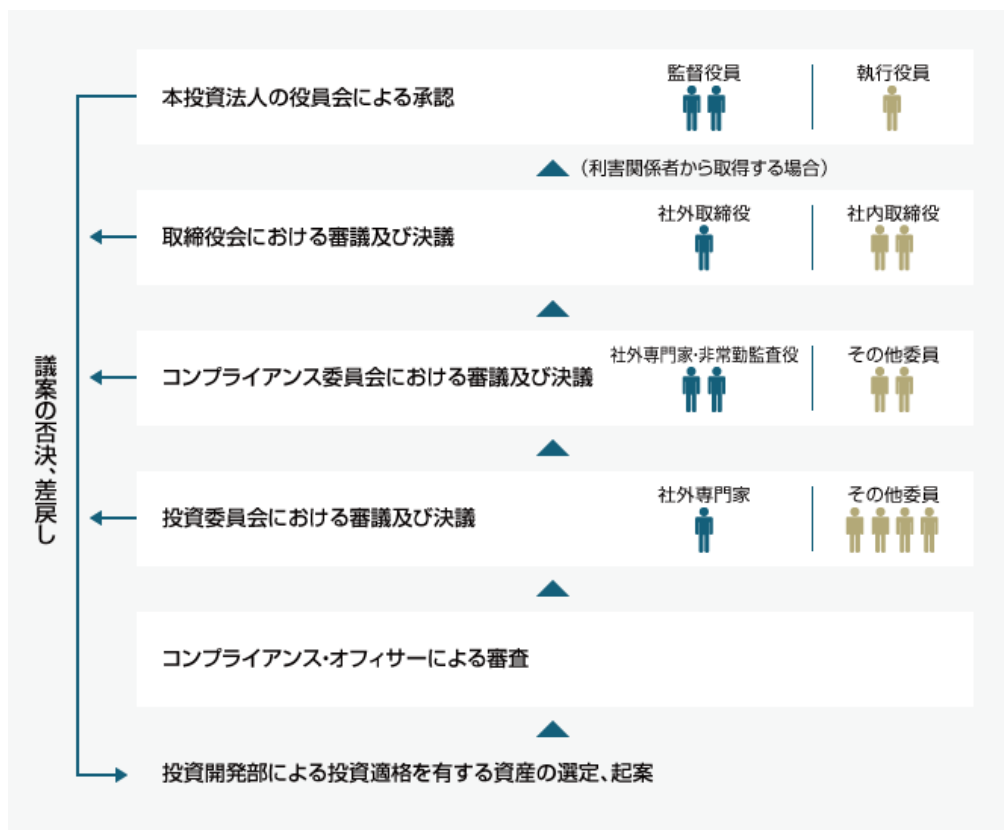 本投資法人の役員会による承認
監督役員
執行役員
(利害関係者から取得する場合)
取締役会における審議及び決議
社外取締役
社内取締役
コンプライアンス委員会における審議及び決議
社外専門家・非常勤監査役
その他委員
投資委員会における審議及び決議
社外専門家
その他委員
コンプライアンス・オフィサーによる審査
投資開発部による投資適格を有する資産の選定、起案
議案の否決、差戻し